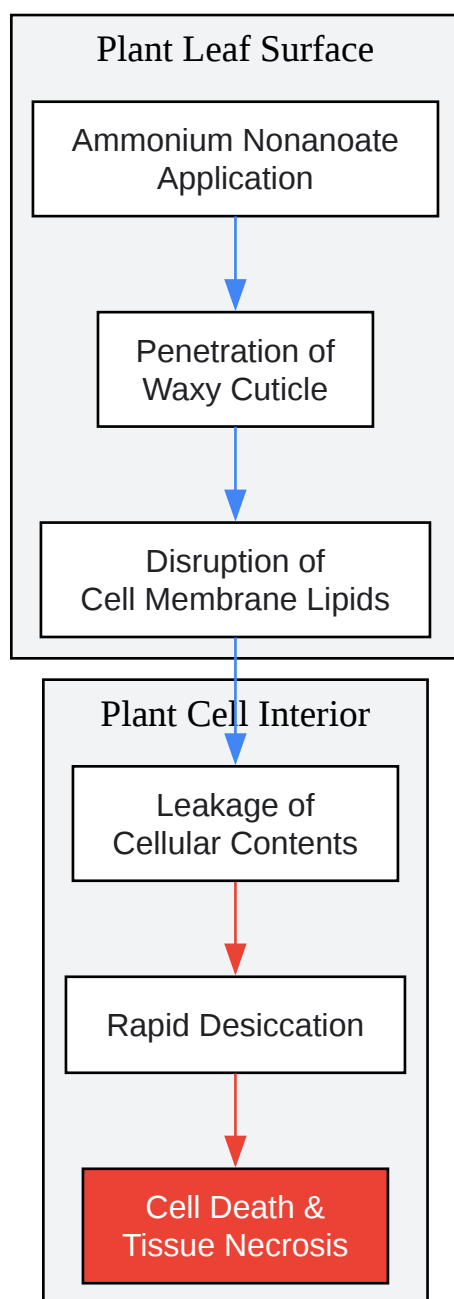 Plant Leaf Surface
Ammonium Nonanoate
Application
Penetration of
Waxy Cuticle
Disruption of
Cell Membrane Lipids
Plant Cell Interior
Leakage of
Cellular Contents
Rapid Desiccation
Cell Death &
Tissue Necrosis